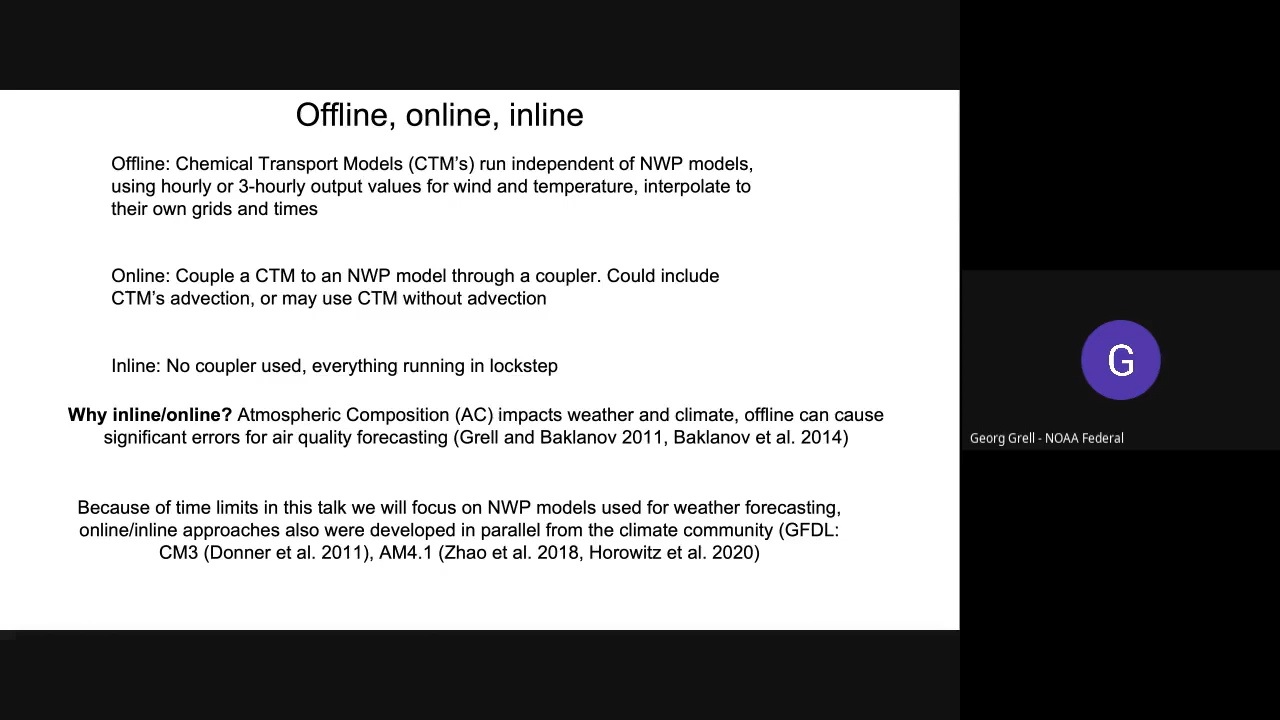 Offline, online, inline
Offline: Chemical Transport Models (CTM's) run independent of NWP models,
using hourly or 3-hourly output values for wind and temperature, interpolate to
their own grids and times
Online: Couple a CTM to an NWP model through a coupler. Could include
CTM's advection, or may use CTM without advection
Inline: No coupler used, everything running in lockstep
Why inline/online? Atmospheric Composition (AC) impacts weather and climate, offline can cause
significant errors for air quality forecasting (Grell and Baklanov 2011, Baklanov et al. 2014)
Because of time limits in this talk we will focus on NWP models used for weather forecasting,
online/inline approaches also were developed in parallel from the climate community (GFDL:
CM3 (Donner et al. 2011), AM4.1 (Zhao et al. 2018, Horowitz et al. 2020)
G
Georg Grell - NOAA Federal